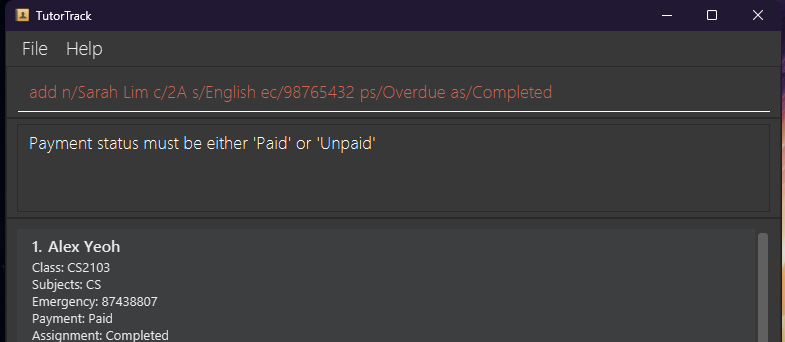 TutorTrack
File Help
add n/Sarah Lim c/2A s/English ec/98765432 ps/Overdue as/Completed
Payment status must be either 'Paid' or 'Unpaid'
1. Alex Yeoh
Class: CS2103
Subjects: CS
Emergency: 87438807
Payment: Paid
Assignment: Completed